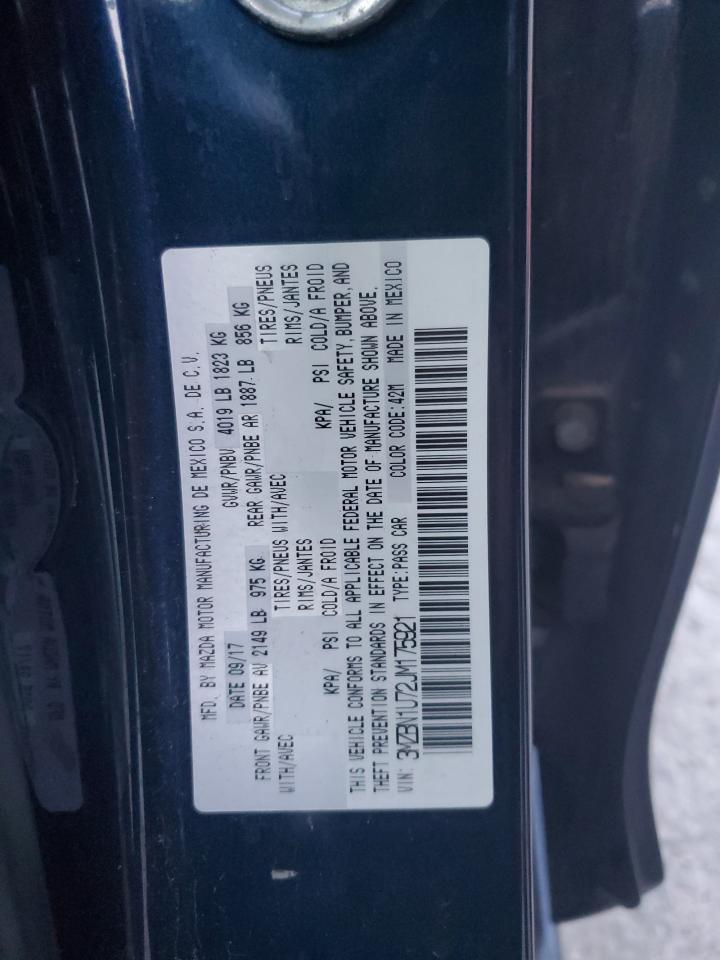 MFD. BY MAZDA MOTOR MANUFACTURING DE MEXICO S.A. DE C.V.
DATE 09/17 GVWR/PNBV 4019 LB 1823 KG
FRONT GAWR/PNBE AV 2149 LB 975 KG REAR GAWR/PNBE AR 1887 LB 856 KG
WITH/AVEC TIRES/PNEUS WITH/AVEC TIRES/PNEUS
RIMS/JANTES RIMS/JANTES
KPA/ PSI COLD/A FROID KPA/ PSI COLD/A FROID
THIS VEHICLE CONFORMS TO ALL APPLICABLE FEDERAL MOTOR VEHICLE SAFETY, BUMPER, AND
THEFT PREVENTION STANDARDS IN EFFECT ON THE DATE OF MANUFACTURE SHOWN ABOVE.
VIN: 3MZBN1U72JM175921 TYPE:PASS CAR COLOR CODE:42M MADE IN MEXICO